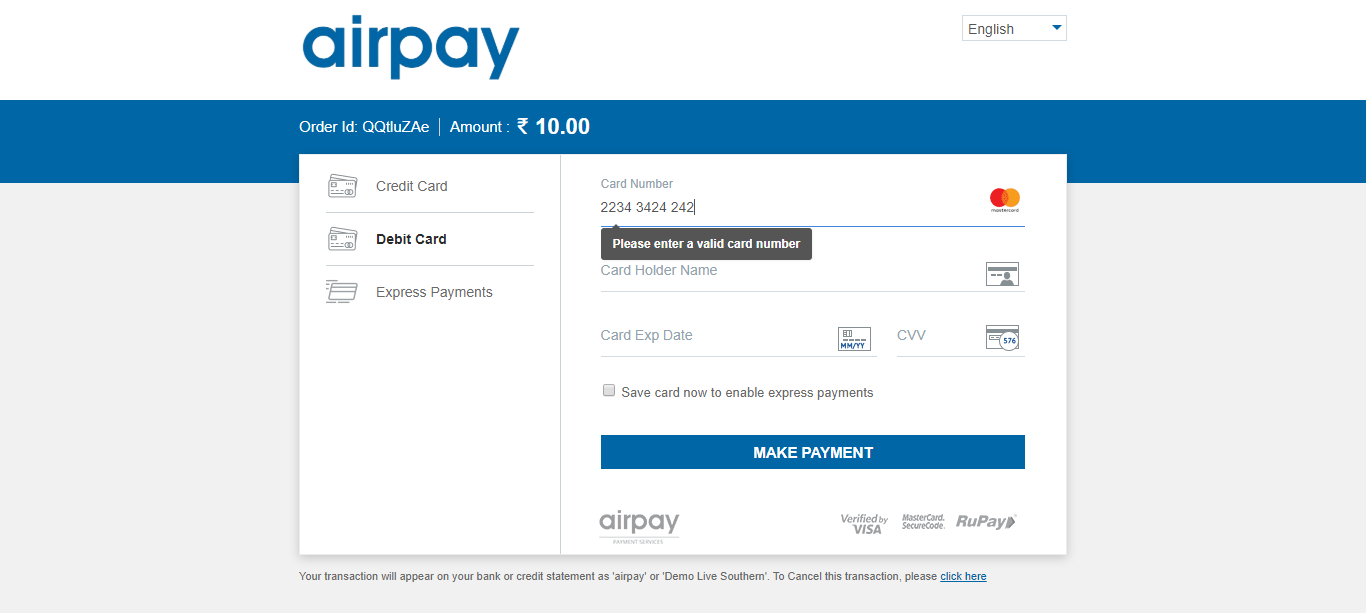 airpay
English
Order Id: QQtluZAe
Amount : ₹ 10.00
Credit Card
Debit Card
Express Payments
Card Number
2234 3424 242
mastercard
Please enter a valid card number
Card Holder Name
Card Exp Date
MM/YY
CVV
576
Save card now to enable express payments
MAKE PAYMENT
airpay
PAYMENT SERVICES
Verified by
VISA
MasterCard.
SecureCode.
RuPay
Your transaction will appear on your bank or credit statement as 'airpay' or 'Demo Live Southern'. To Cancel this transaction, please click here